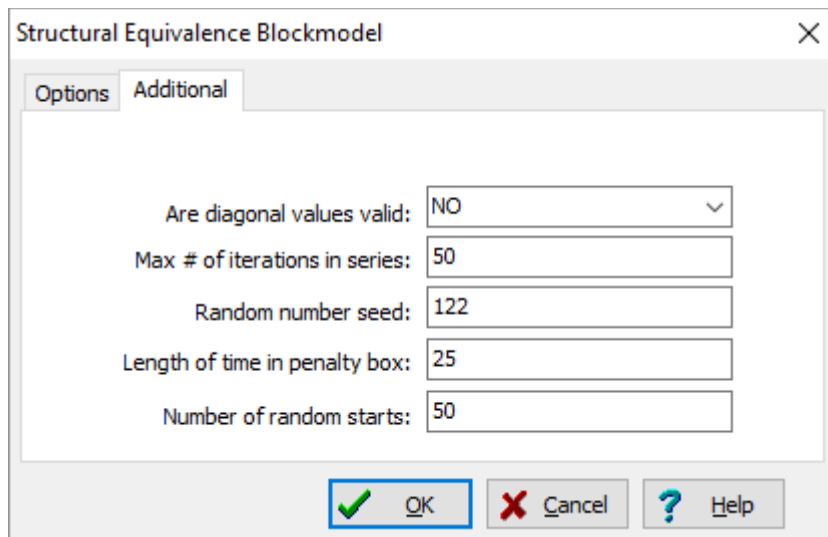 Structural Equivalence Blockmodel
Options Additional
Are diagonal values valid: NO
Max # of iterations in series: 50
Random number seed: 122
Length of time in penalty box: 25
Number of random starts: 50
OK Cancel ? Help